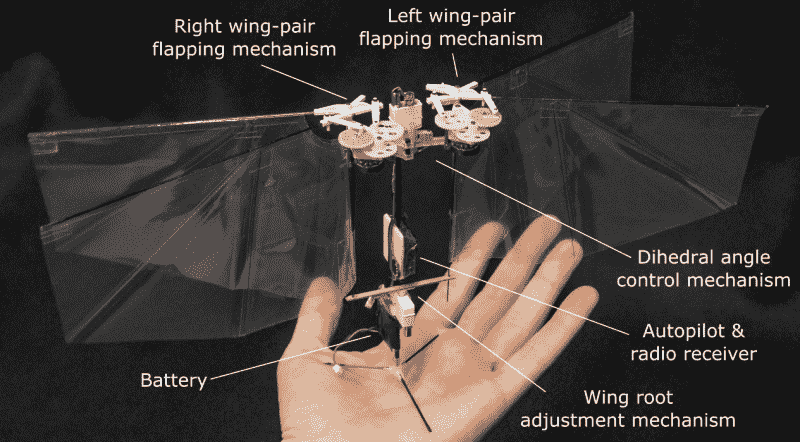 Right wing-pair
flapping mechanism
Left wing-pair
flapping mechanism
Dihedral angle
control mechanism
Autopilot &
radio receiver
Battery
Wing root
adjustment mechanism